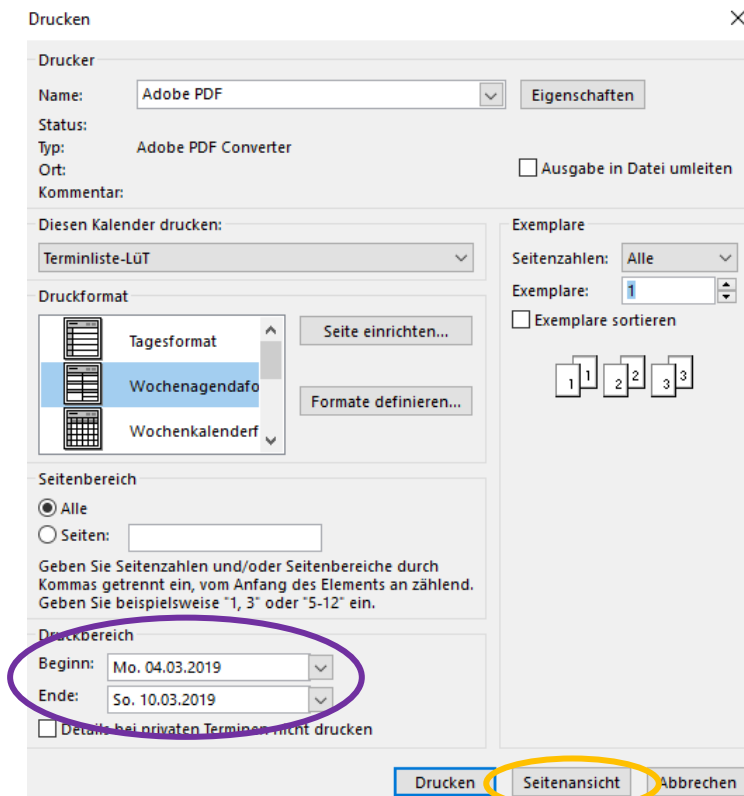 Drucken
Drucker
Name: Adobe PDF Eigenschaften
Status:
Typ: Adobe PDF Converter
Ort: Ausgabe in Datei umleiten
Kommentar:
Diesen Kalender drucken:
Terminliste-LüT
Druckformat
Tagesformat
Wochenagendafo
Wochenkalenderf
Seite einrichten...
Formate definieren...
Exemplare
Seitenzahlen: Alle
Exemplare: 1
Exemplare sortieren
1 1 2 2 3 3
Seitenbereich
Alle
Seiten:
Geben Sie Seitenzahlen und/oder Seitenbereiche durch
Kommas getrennt ein, vom Anfang des Elements an zählend.
Geben Sie beispielsweise "1, 3" oder "5-12" ein.
Druckbereich
Beginn: Mo. 04.03.2019
Ende: So. 10.03.2019
Details bei privaten Terminen nicht drucken
Drucken Seitenansicht Abbrechen